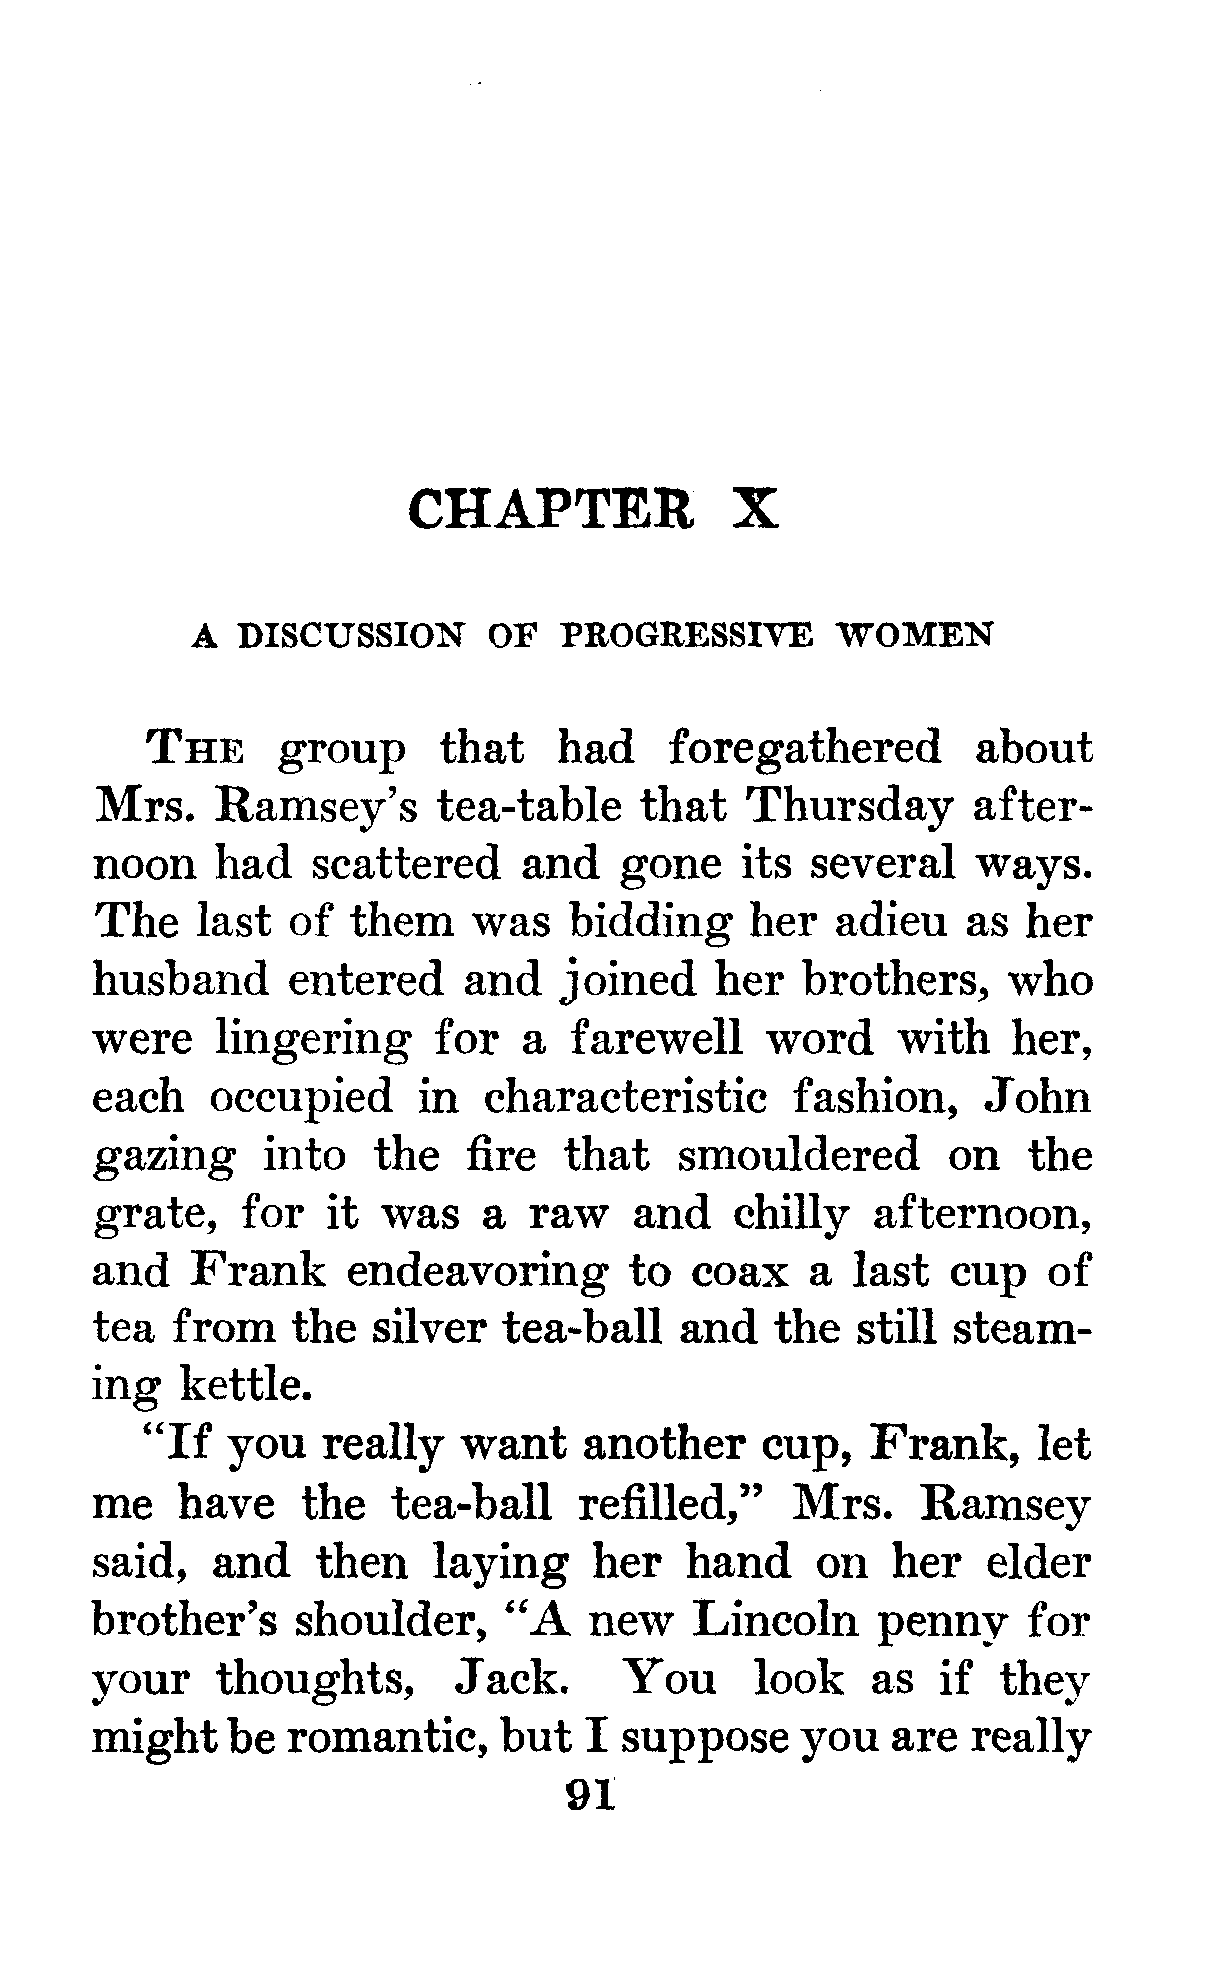 CHAPTER X
A DISCUSSION OF PROGRESSIVE WOMEN
THE group that had foregathered about
Mrs. Ramsey's tea-table that Thursday after-
noon had scattered and gone its several ways.
The last of them was bidding her adieu as her
husband entered and joined her brothers, who
were lingering for a farewell word with her,
each occupied in characteristic fashion, John
gazing into the fire that smouldered on the
grate, for it was a raw and chilly afternoon,
and Frank endeavoring to coax a last cup of
tea from the silver tea-ball and the still steam-
ing kettle.
"If you really want another cup, Frank, let
me have the tea-ball refilled," Mrs. Ramsey
said, and then laying her hand on her elder
brother's shoulder, "A new Lincoln penny for
your thoughts, Jack. You look as if they
might be romantic, but I suppose you are really
91